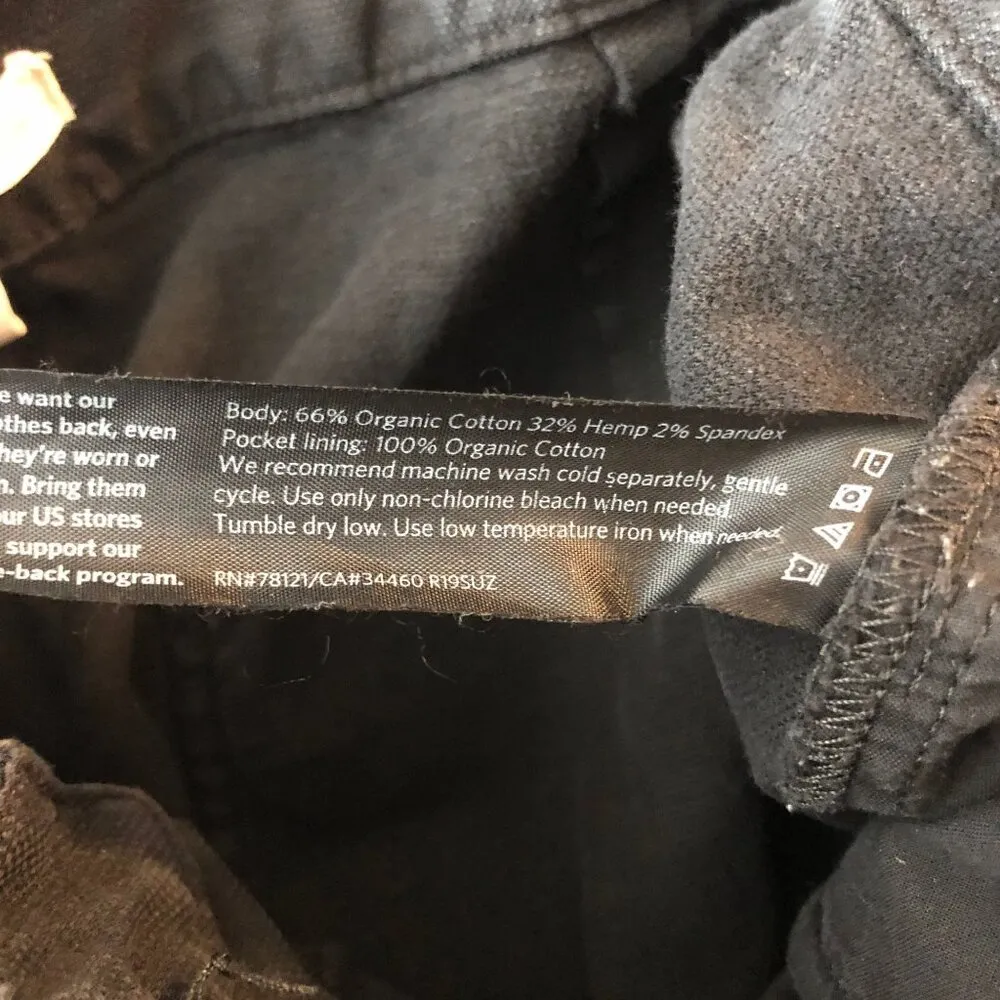 e want our
othes back, even
hey're worn or
n. Bring them
our US stores
support our
e-back program.
Body: 66% Organic Cotton 32% Hemp 2% Spandex
Pocket lining: 100% Organic Cotton
We recommend machine wash cold separately, gentle
cycle. Use only non-chlorine bleach when needed
Tumble dry low. Use low temperature iron when needed.
RN#78121/CA#34460 R19SUZ